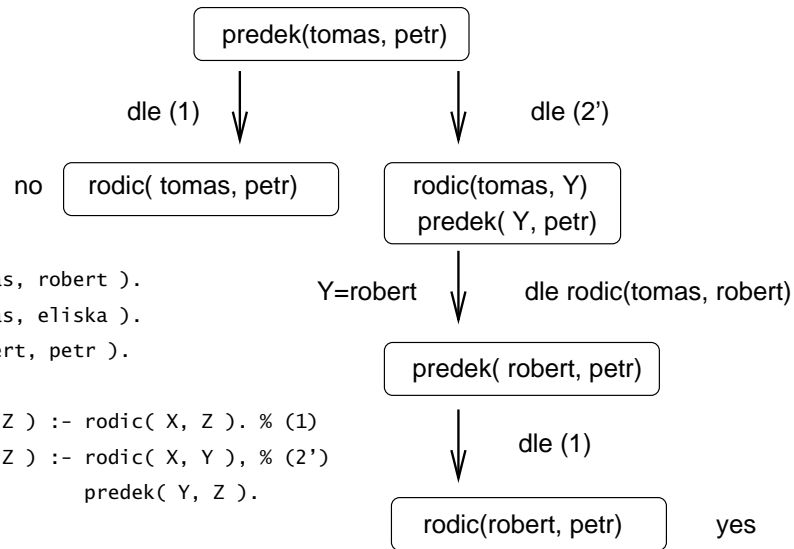 predek(tomas, petr)
dle (1)
dle (2’)
no
rodic( tomas, petr)
rodic(tomas, Y)
predek( Y, petr)
Y=robert
dle rodic(tomas, robert)
predek( robert, petr)
dle (1)
rodic(robert, petr)
yes
robert ).
eliska ).
petr ).
Z ) :- rodic( X, Z ). % (1)
Z ) :- rodic( X, Y ), % (2’)
predek( Y, Z ).